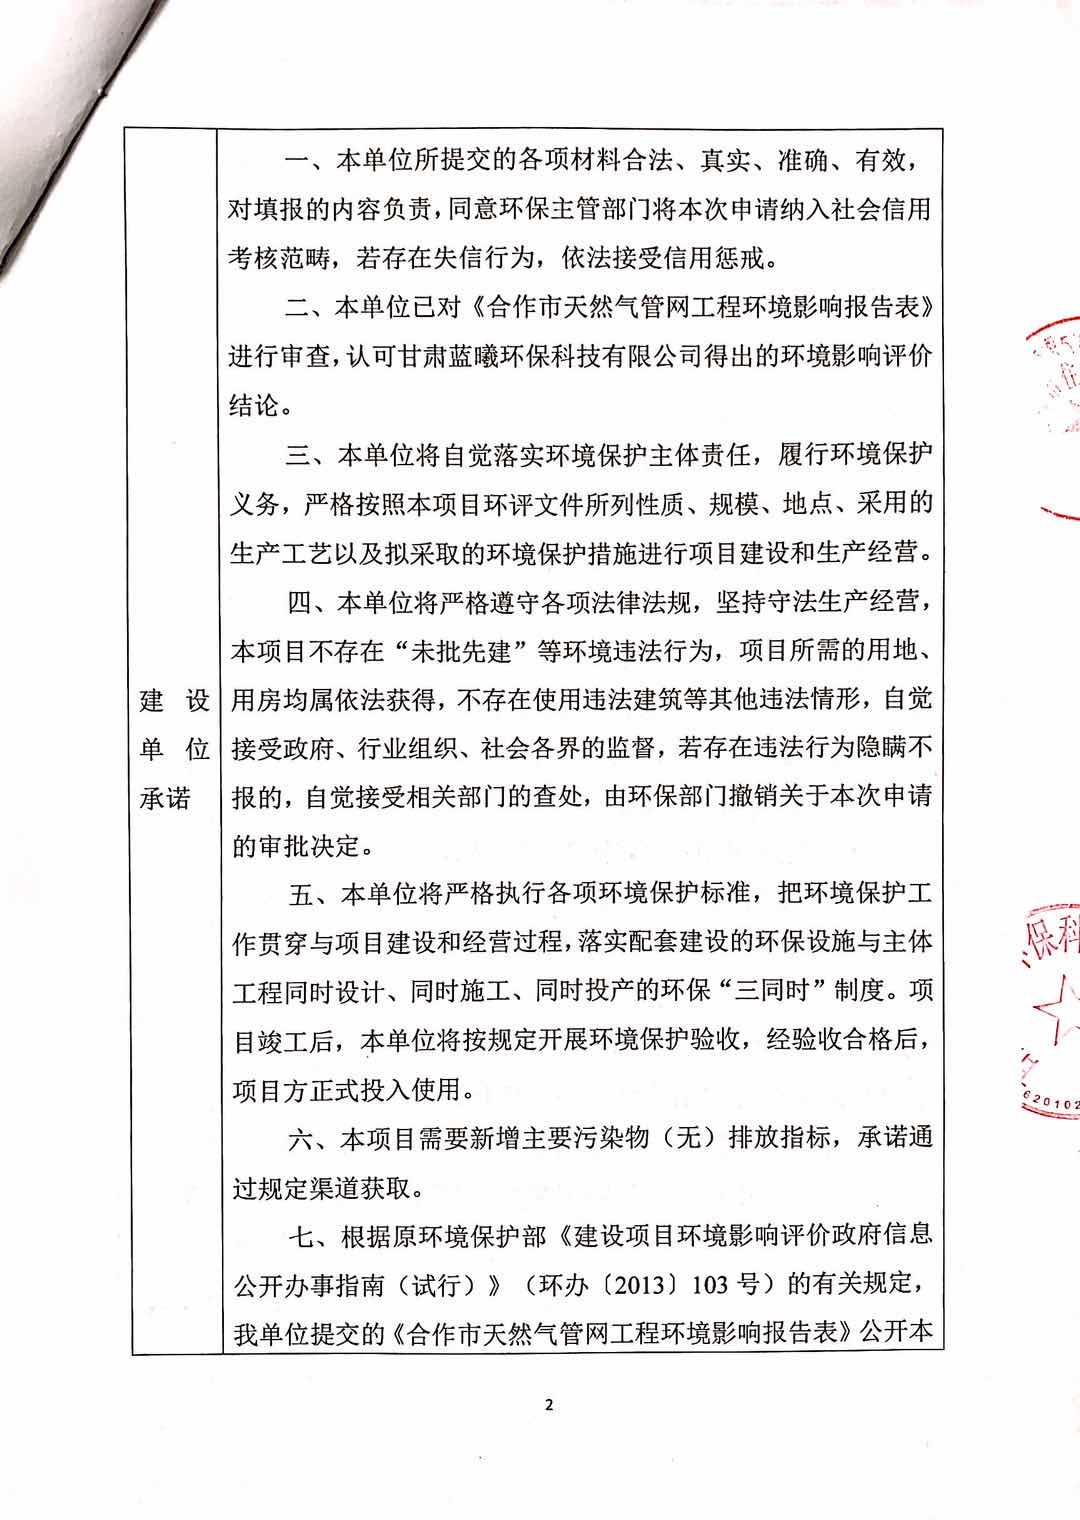 一、本单位所提交的各项材料合法、真实、准确、有效，
对填报的内容负责，同意环保主管部门将本次申请纳入社会信用
考核范畴，若存在失信行为，依法接受信用惩戒。
二、本单位已对《合作市天然气管网工程环境影响报告表》
进行审查，认可甘肃蓝曦环保科技有限公司得出的环境影响评价
结论。
三、本单位将自觉落实环境保护主体责任，履行环境保护
义务，严格按照本项目环评文件所列性质、规模、地点、采用的
生产工艺以及拟采取的环境保护措施进行项目建设和生产经营。
四、本单位将严格遵守各项法律法规，坚持守法生产经营，
本项目不存在“未批先建”等环境违法行为，项目所需的用地、
建 设
用房均属依法获得，不存在使用违法建筑等其他违法情形，自觉
单 位
接受政府、行业组织、社会各界的监督，若存在违法行为隐瞒不
承诺
报的，自觉接受相关部门的查处，由环保部门撤销关于本次申请
的审批决定。
五、本单位将严格执行各项环境保护标准，把环境保护工
作贯穿与项目建设和经营过程，落实配套建设的环保设施与主体
工程同时设计、同时施工、同时投产的环保“三同时”制度。项
目竣工后，本单位将按规定开展环境保护验收，经验收合格后，
项目方正式投入使用。
六、本项目需要新增主要污染物（无）排放指标，承诺通
过规定渠道获取。
七、根据原环境保护部《建设项目环境影响评价政府信息
公开办事指南（试行）》（环办〔2013〕103 号）的有关规定，
我单位提交的《合作市天然气管网工程环境影响报告表》公开本
2
保科
620102